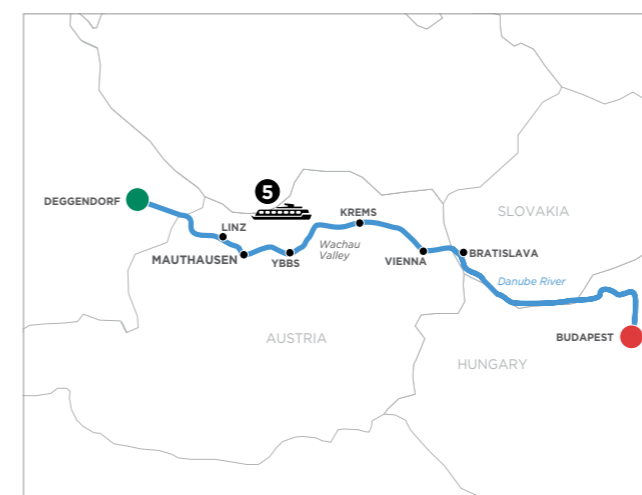 5
DEGGENDORF
LINZ
KREMS
SLOVAKIA
MAUTHAUSEN
YBBS
Wachau
Valley
VIENNA
BRATISLAVA
Danube River
AUSTRIA
BUDAPEST
HUNGARY